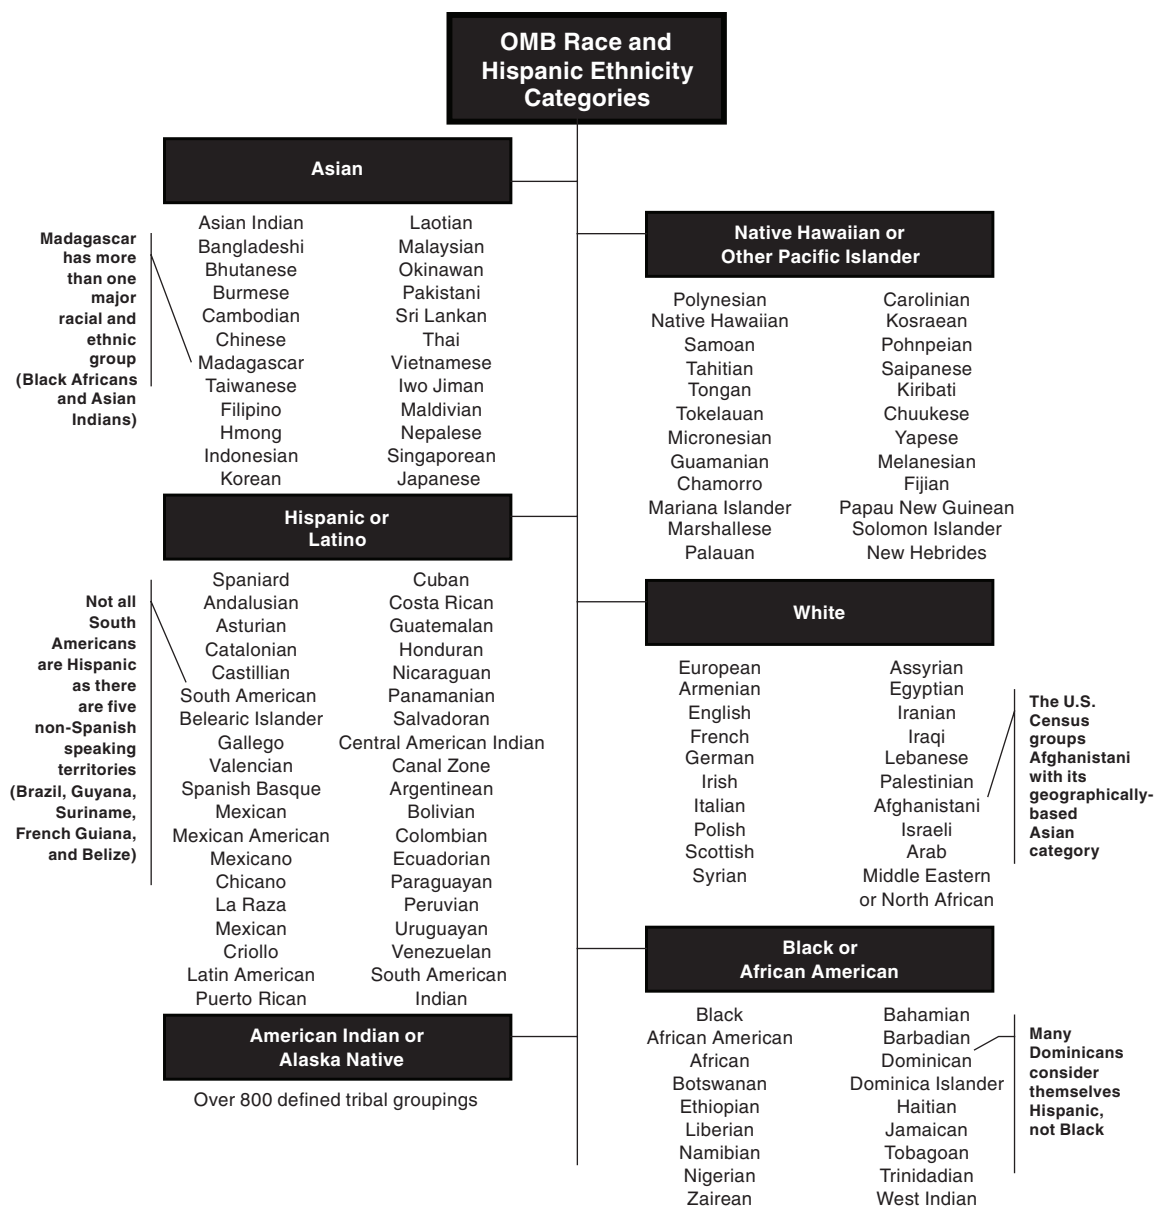 OMB Race and
Hispanic Ethnicity
Categories
Asian
Asian Indian
Bangladeshi
Bhutanese
Burmese
Cambodian
Chinese
Madagascar
Taiwanese
Filipino
Hmong
Indonesian
Korean
Laotian
Malaysian
Okinawan
Pakistani
Sri Lankan
Thai
Vietnamese
Iwo Jiman
Maldivian
Nepalese
Singaporean
Japanese
Madagascar
has more
than one
major
racial and
ethnic
group
(Black Africans
and Asian
Indians)
Hispanic or
Latino
Spaniard
Andalusian
Asturian
Catalonian
Castillian
South American
Belearic Islander
Gallego
Valencian
Spanish Basque
Mexican
Mexican American
Mexicano
Chicano
La Raza
Mexican
Criollo
Latin American
Puerto Rican
Cuban
Costa Rican
Guatemalan
Honduran
Nicaraguan
Panamanian
Salvadoran
Central American Indian
Canal Zone
Argentinean
Bolivian
Colombian
Ecuadorian
Paraguayan
Peruvian
Uruguayan
Venezuelan
South American
Indian
Not all
South
Americans
are Hispanic
as there
are five
non-Spanish
speaking
territories
(Brazil, Guyana,
Suriname,
French Guiana,
and Belize)
American Indian or
Alaska Native
Over 800 defined tribal groupings
Native Hawaiian or
Other Pacific Islander
Polynesian
Native Hawaiian
Samoan
Tahitian
Tongan
Tokelauan
Micronesian
Guamanian
Chamorro
Mariana Islander
Marshallese
Palauan
Carolinian
Kosraean
Pohnpeian
Saipanese
Kiribati
Chuukese
Yapese
Melanesian
Fijian
Papau New Guinean
Solomon Islander
New Hebrides
White
European
Armenian
English
French
German
Irish
Italian
Polish
Scottish
Syrian
Assyrian
Egyptian
Iranian
Iraqi
Lebanese
Palestinian
Afghanistani
Israeli
Arab
Middle Eastern
or North African
The U.S.
Census
groups
Afghanistani
with its
geographically-
based
Asian
category
Black or
African American
Black
African American
African
Botswanan
Ethiopian
Liberian
Namibian
Nigerian
Zairean
Bahamian
Barbadian
Dominican
Dominica Islander
Haitian
Jamaican
Tobagoan
Trinidadian
West Indian
Many
Dominicans
consider
themselves
Hispanic,
not Black